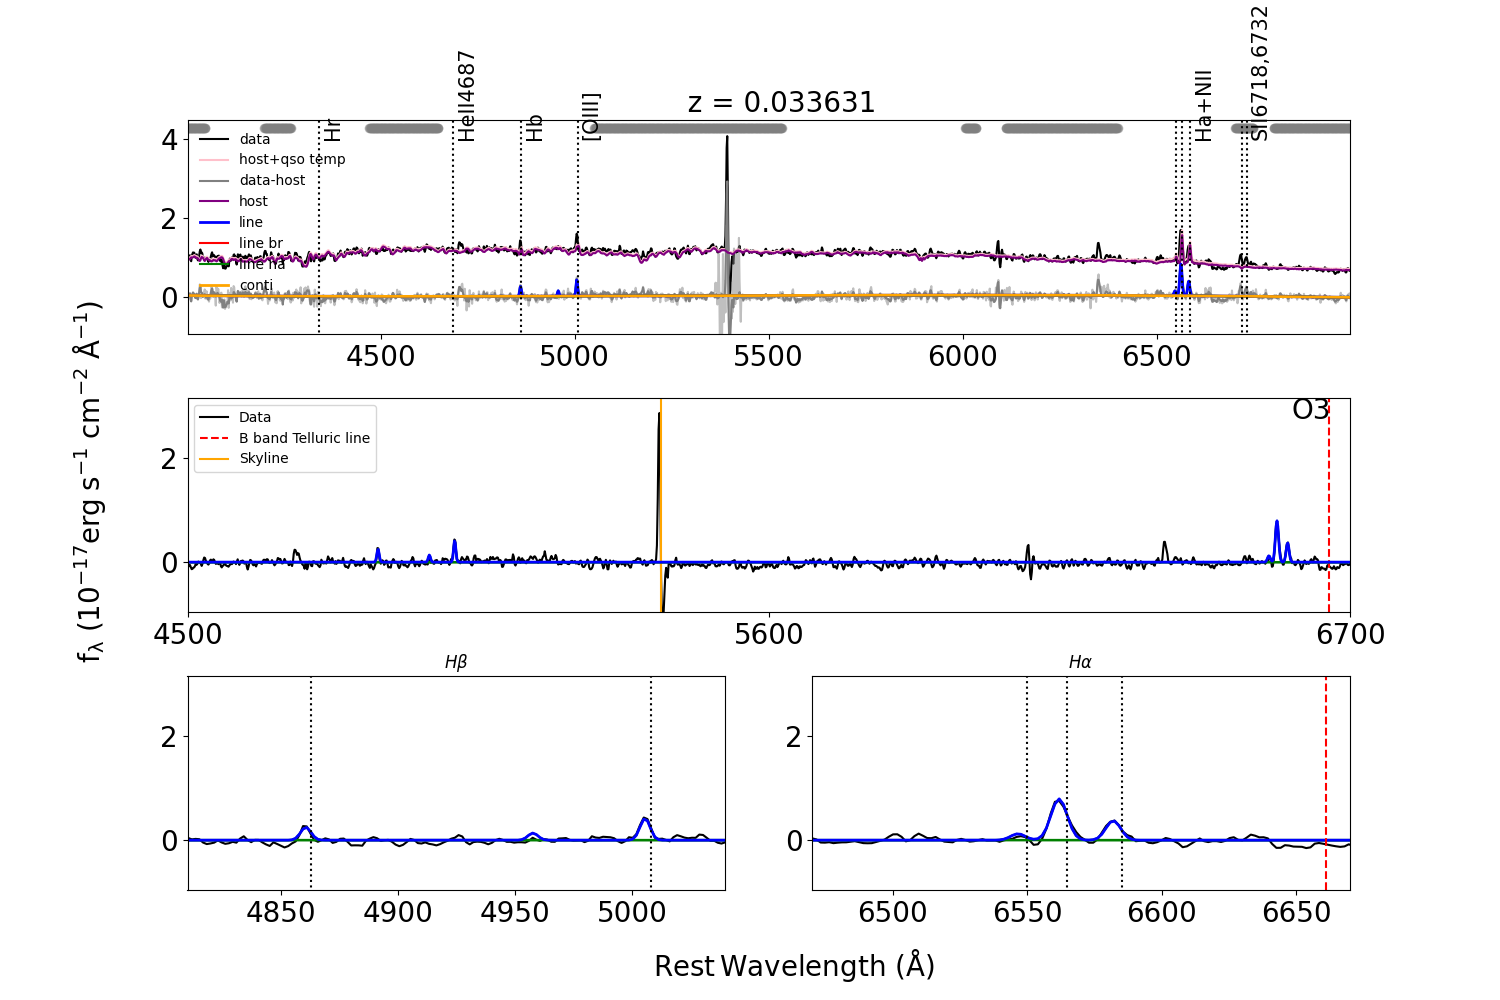 z = 0.033631
Hr
HeII4687
Hb
[OIII]
Ha+NII
SII6718,6732
data
host+qso temp
data-host
host
line
line br
line na
conti
4
2
0
4500 5000 5500 6000 6500
fλ (10−17erg s−1 cm−2 Å−1)
O3
Data
B band Telluric line
Skyline
2
0
4500 5600 6700
Hβ
2
0
4850 4900 4950 5000
Hα
2
0
6500 6550 6600 6650
Rest Wavelength (Å)